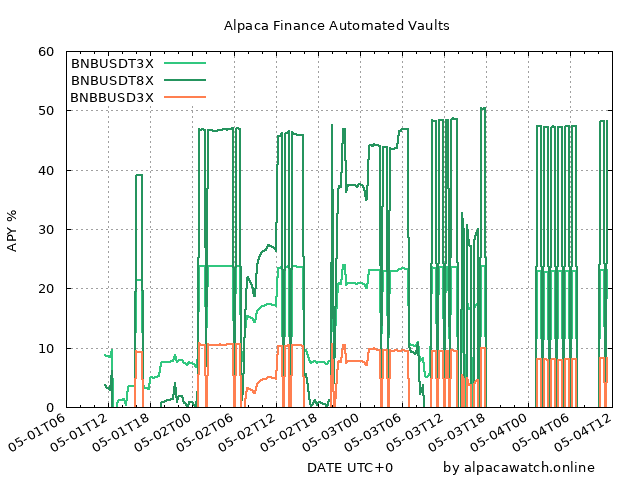 Alpaca Finance Automated Vaults
60
50
40
30
20
10
0
APY %
BNBUSDT3X
BNBUSDT8X
BNBBUSD3X
05-01T06
05-01T12
05-01T18
05-02T00
05-02T06
05-02T12
05-02T18
05-03T00
05-03T06
05-03T12
05-03T18
05-04T00
05-04T06
05-04T12
DATE UTC+0
by alpacawatch.online